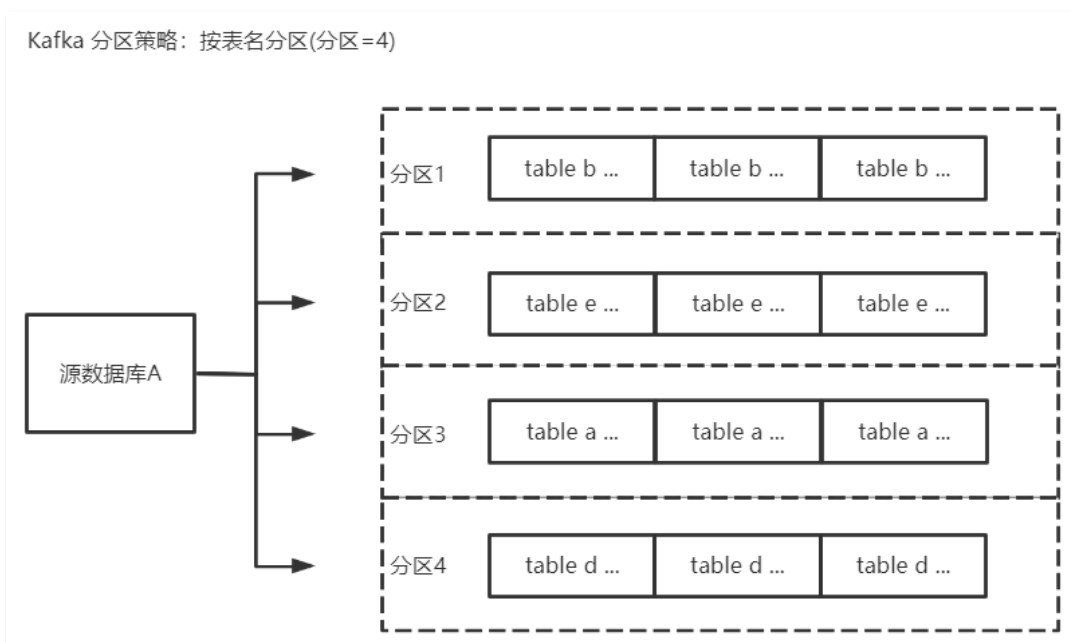 Kafka 分区策略：按表名分区(分区=4)
分区1
table b ...
table b ...
table b ...
分区2
table e ...
table e ...
table e ...
源数据库A
分区3
table a ...
table a ...
table a ...
分区4
table d ...
table d ...
table d ...